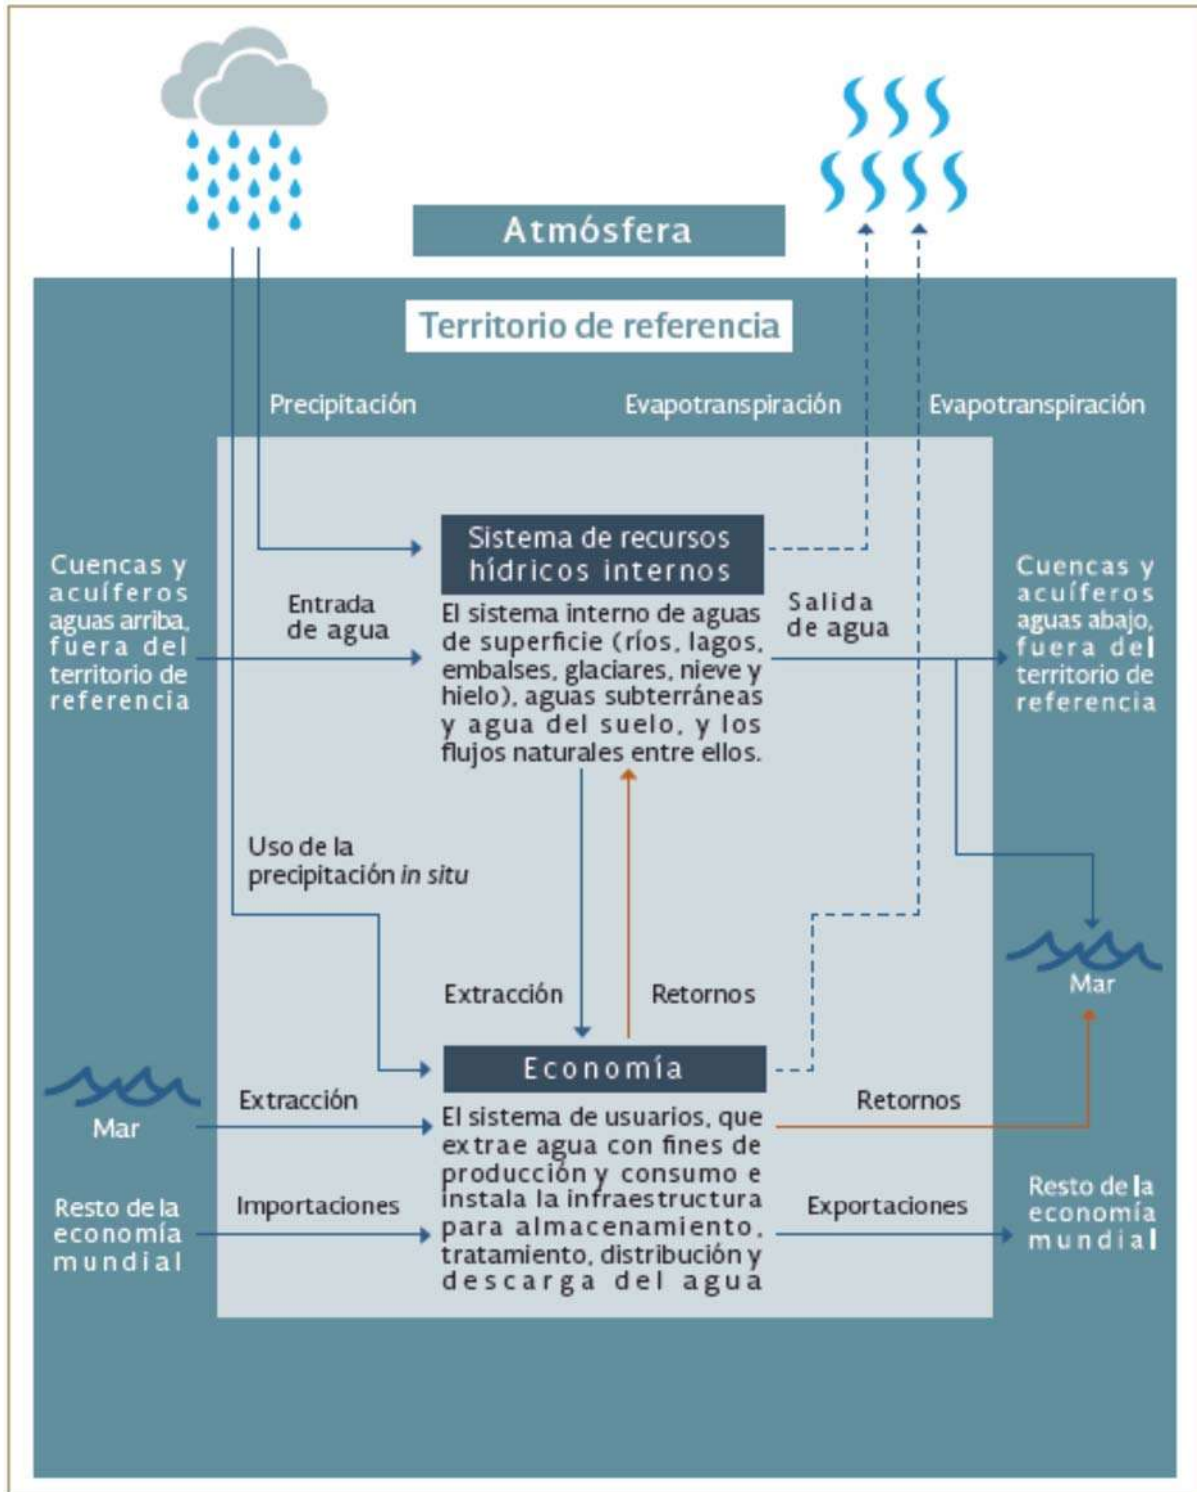 Atmósfera
Territorio de referencia
Precipitación
Evapotranspiración
Evapotranspiración
Cuencas y
acuíferos
aguas arriba,
fuera del
territorio de
referencia
Entrada
de agua
Sistema de recursos
hídricos internos
El sistema interno de aguas
de superficie (ríos, lagos,
embalses, glaciares, nieve y
hielo), aguas subterráneas
y agua del suelo, y los
flujos naturales entre ellos.
Salida
de agua
Cuencas y
acuíferos
aguas abajo,
fuera del
territorio de
referencia
Uso de la
precipitación in situ
Extracción
Retornos
Mar
Mar
Extracción
Economía
El sistema de usuarios, que
extrae agua con fines de
producción y consumo e
instala la infraestructura
para almacenamiento,
tratamiento, distribución y
descarga del agua
Retornos
Resto de la
economía
mundial
Importaciones
Exportaciones
Resto de la
economía
mundial